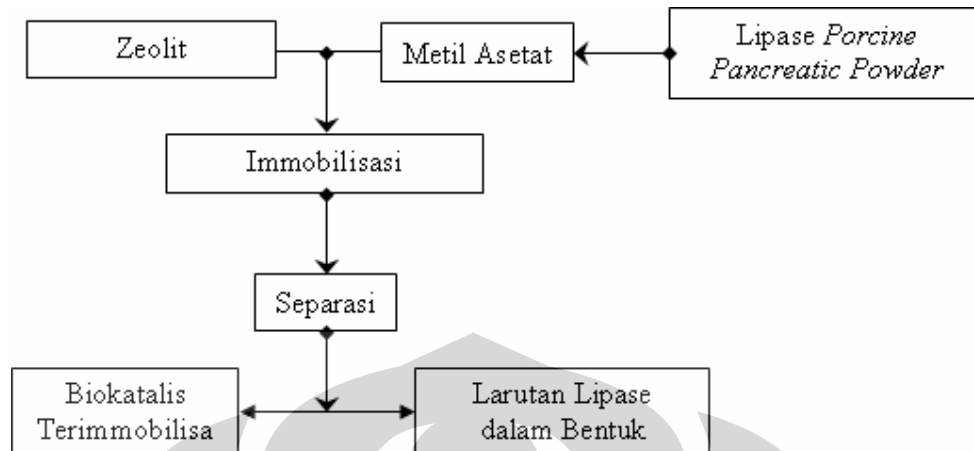 Zeolit
Metil Asetat
Lipase Porcine
Pancreatic Powder
Immobilisasi
Separasi
Biokatalis
Terimmobilisa
Larutan Lipase
dalam Bentuk